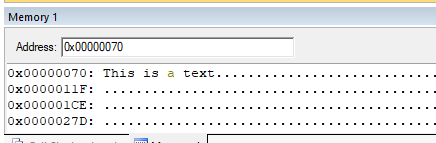 Memory 1
Address: 0x00000070
0x00000070: This is a text................................
0x0000011F: ..............................................
0x000001CE: ..............................................
0x0000027D: ..............................................